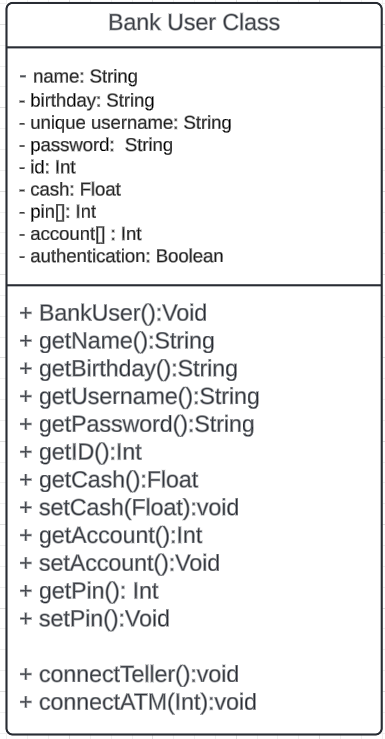 Bank User Class
- name: String
- birthday: String
- unique username: String
- password:  String
- id: Int
- cash: Float
- pin[]: Int
- account[] : Int
- authentication: Boolean
+ BankUser():Void
+ getName():String
+ getBirthday():String
+ getUsername():String
+ getPassword():String
+ getID():Int
+ getCash():Float
+ setCash(Float):void
+ getAccount():Int
+ setAccount():Void
+ getPin(): Int
+ setPin():Void
+ connectTeller():void
+ connectATM(Int):void